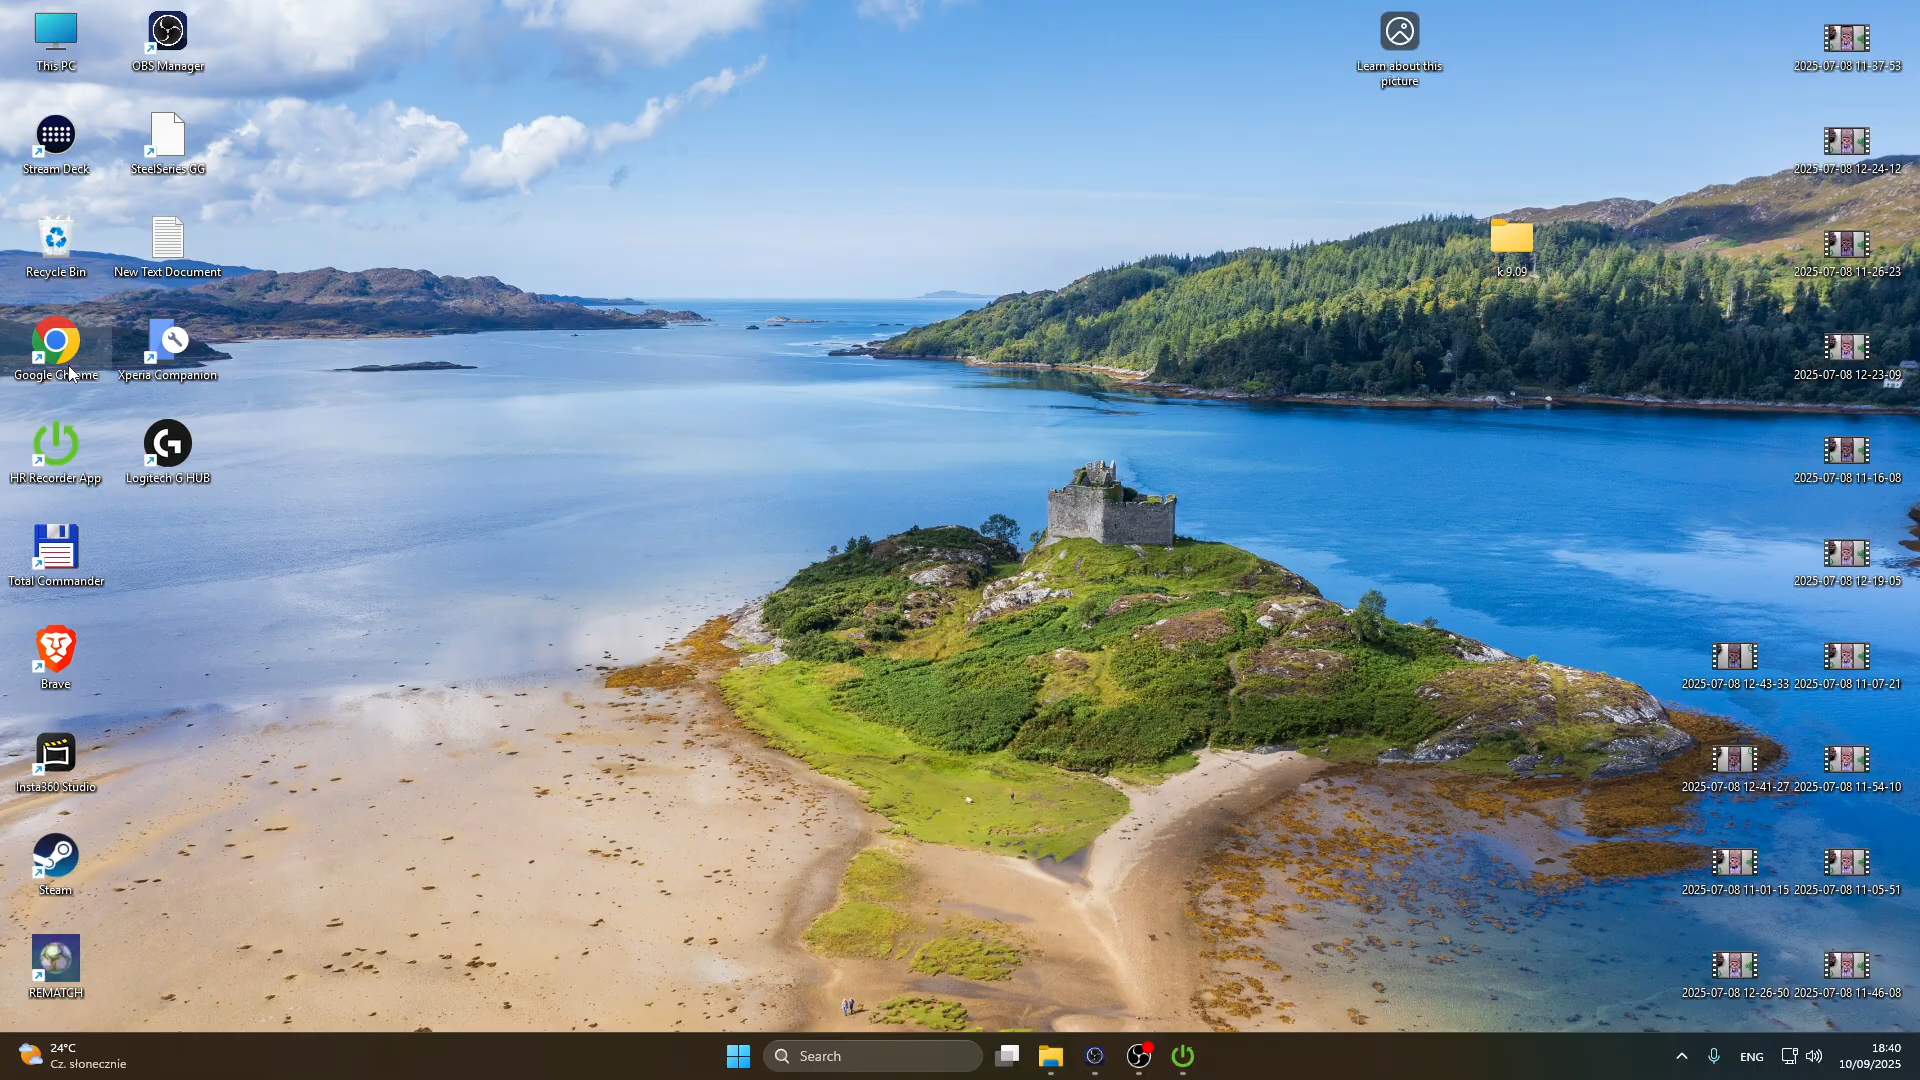 This PC
OBS Manager
Learn about this
picture
2025-07-08 11-37-53
Stream Deck
SteelSeries GG
2025-07-08 12-24-12
Recycle Bin
New Text Document
k 9.09
2025-07-08 11-26-23
Google Chrome
Xperia Companion
2025-07-08 12-23-09
HR Recorder App
Logitech G HUB
2025-07-08 11-16-08
Total Commander
2025-07-08 12-19-05
Brave
2025-07-08 12-43-33
2025-07-08 11-07-21
Insta360 Studio
2025-07-08 12-41-27
2025-07-08 11-54-10
Steam
2025-07-08 11-01-15
2025-07-08 11-05-51
REMATCH
2025-07-08 12-26-50
2025-07-08 11-46-08
24°C
Cz. słonecznie
Search
ENG
18:40
10/09/2025